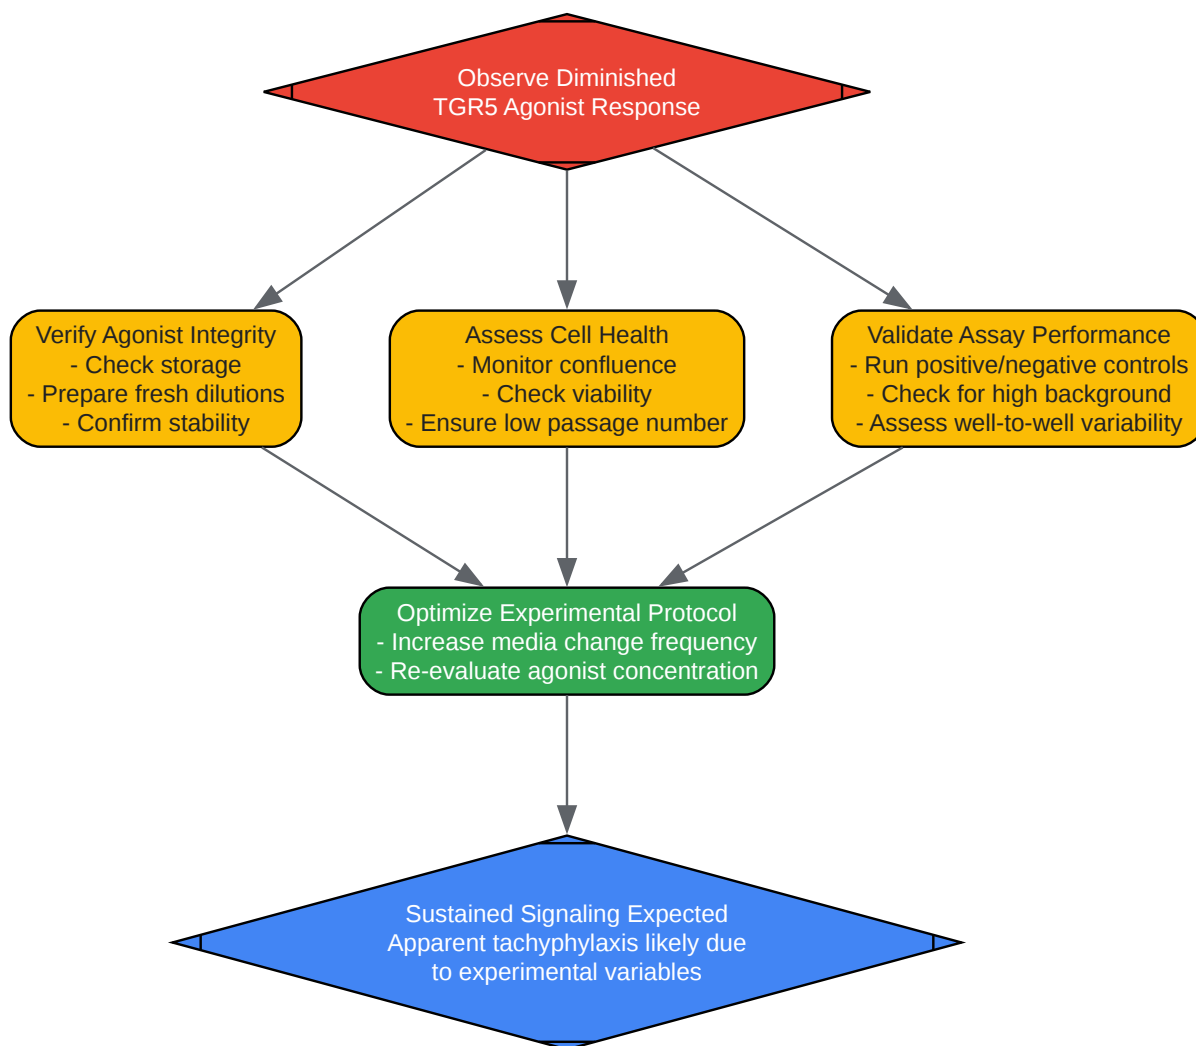 Observe Diminished
TGR5 Agonist Response
Verify Agonist Integrity
- Check storage
- Prepare fresh dilutions
- Confirm stability
Assess Cell Health
- Monitor confluence
- Check viability
- Ensure low passage number
Validate Assay Performance
- Run positive/negative controls
- Check for high background
- Assess well-to-well variability
Optimize Experimental Protocol
- Increase media change frequency
- Re-evaluate agonist concentration
Sustained Signaling Expected
Apparent tachyphylaxis likely due
to experimental variables